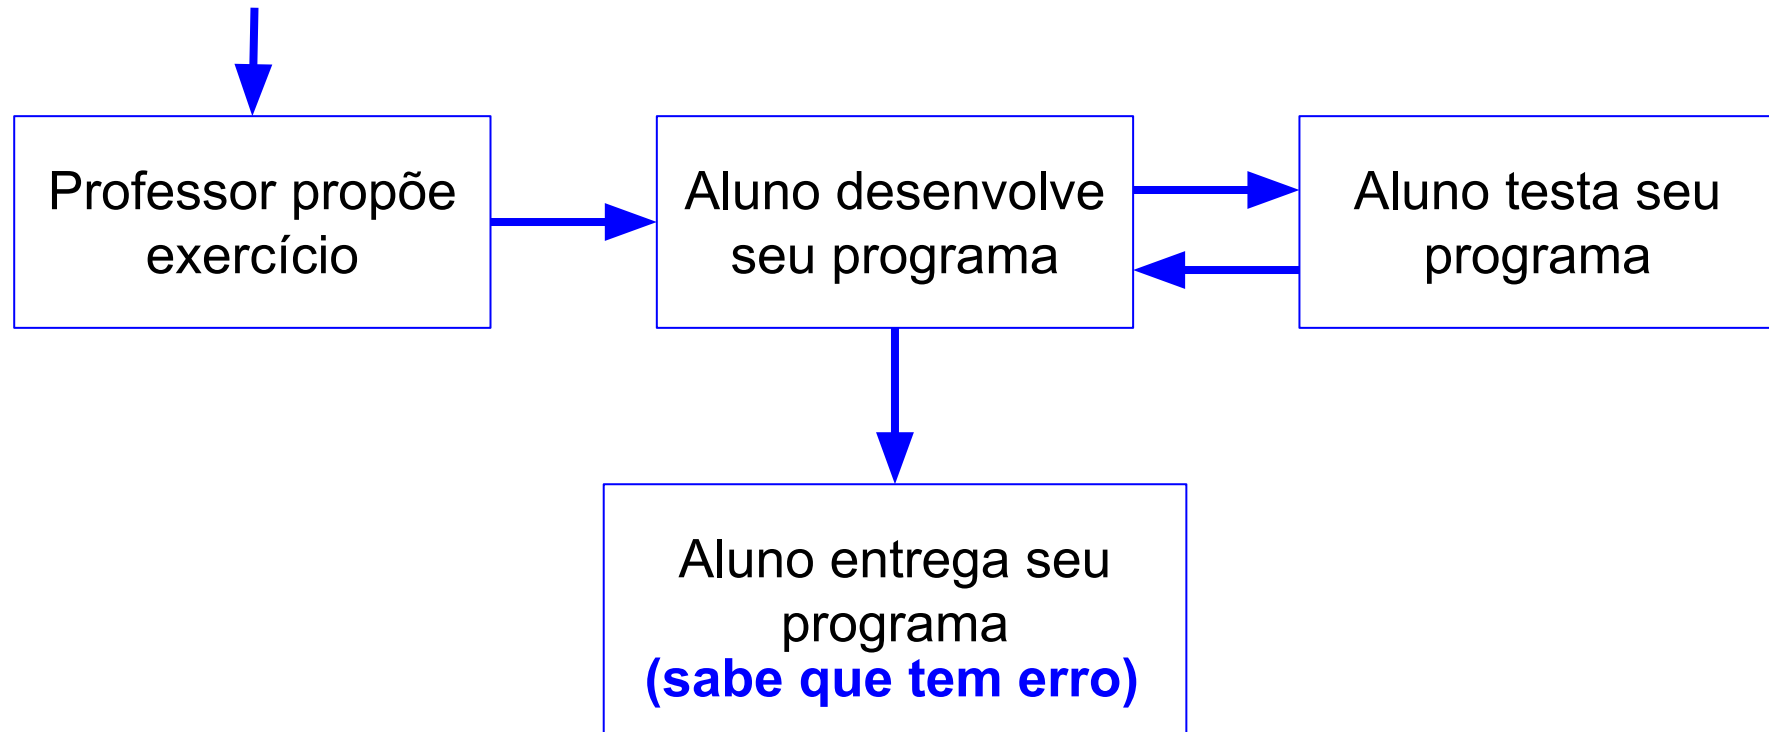 Professor propõe
exercício
Aluno desenvolve
seu programa
Aluno testa seu
programa
Aluno entrega seu
programa
(sabe que tem erro)